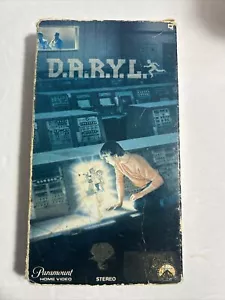 D.A.R.Y.L.
Paramount
HOME VIDEO
STEREO